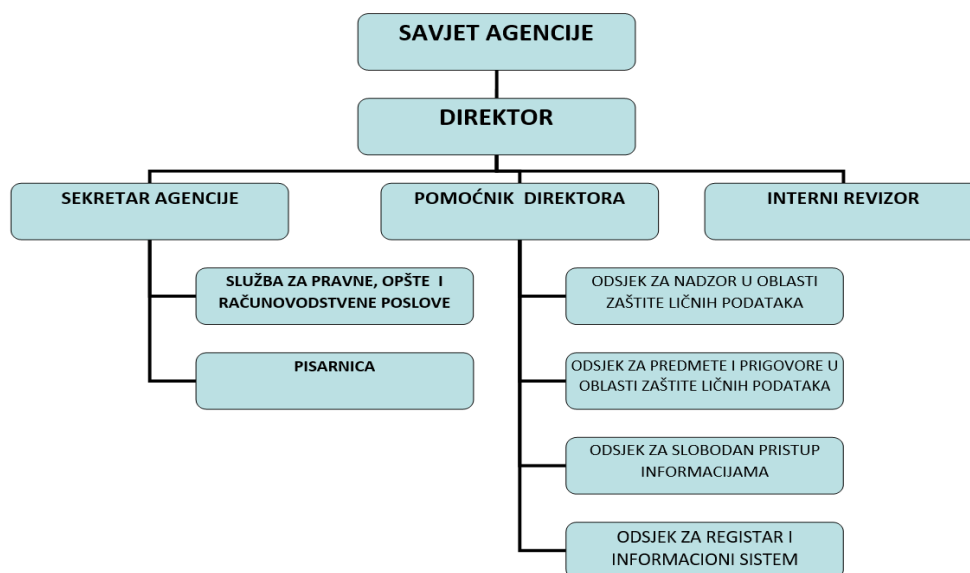 SAVJET AGENCIJE
DIREKTOR
SEKRETAR AGENCIJE
POMOĆNIK DIREKTORA
INTERNI REVIZOR
SLUŽBA ZA PRAVNE, OPŠTE I
RAČUNOVODSTVENE POSLOVE
PISARNICA
ODSJEK ZA NADZOR U OBLASTI
ZAŠTITE LIČNIH PODATAKA
ODSJEK ZA PREDMETE I PRIGOVORE U
OBLASTI ZAŠTITE LIČNIH PODATAKA
ODSJEK ZA SLOBODAN PRISTUP
INFORMACIJAMA
ODSJEK ZA REGISTAR I
INFORMACIONI SISTEM